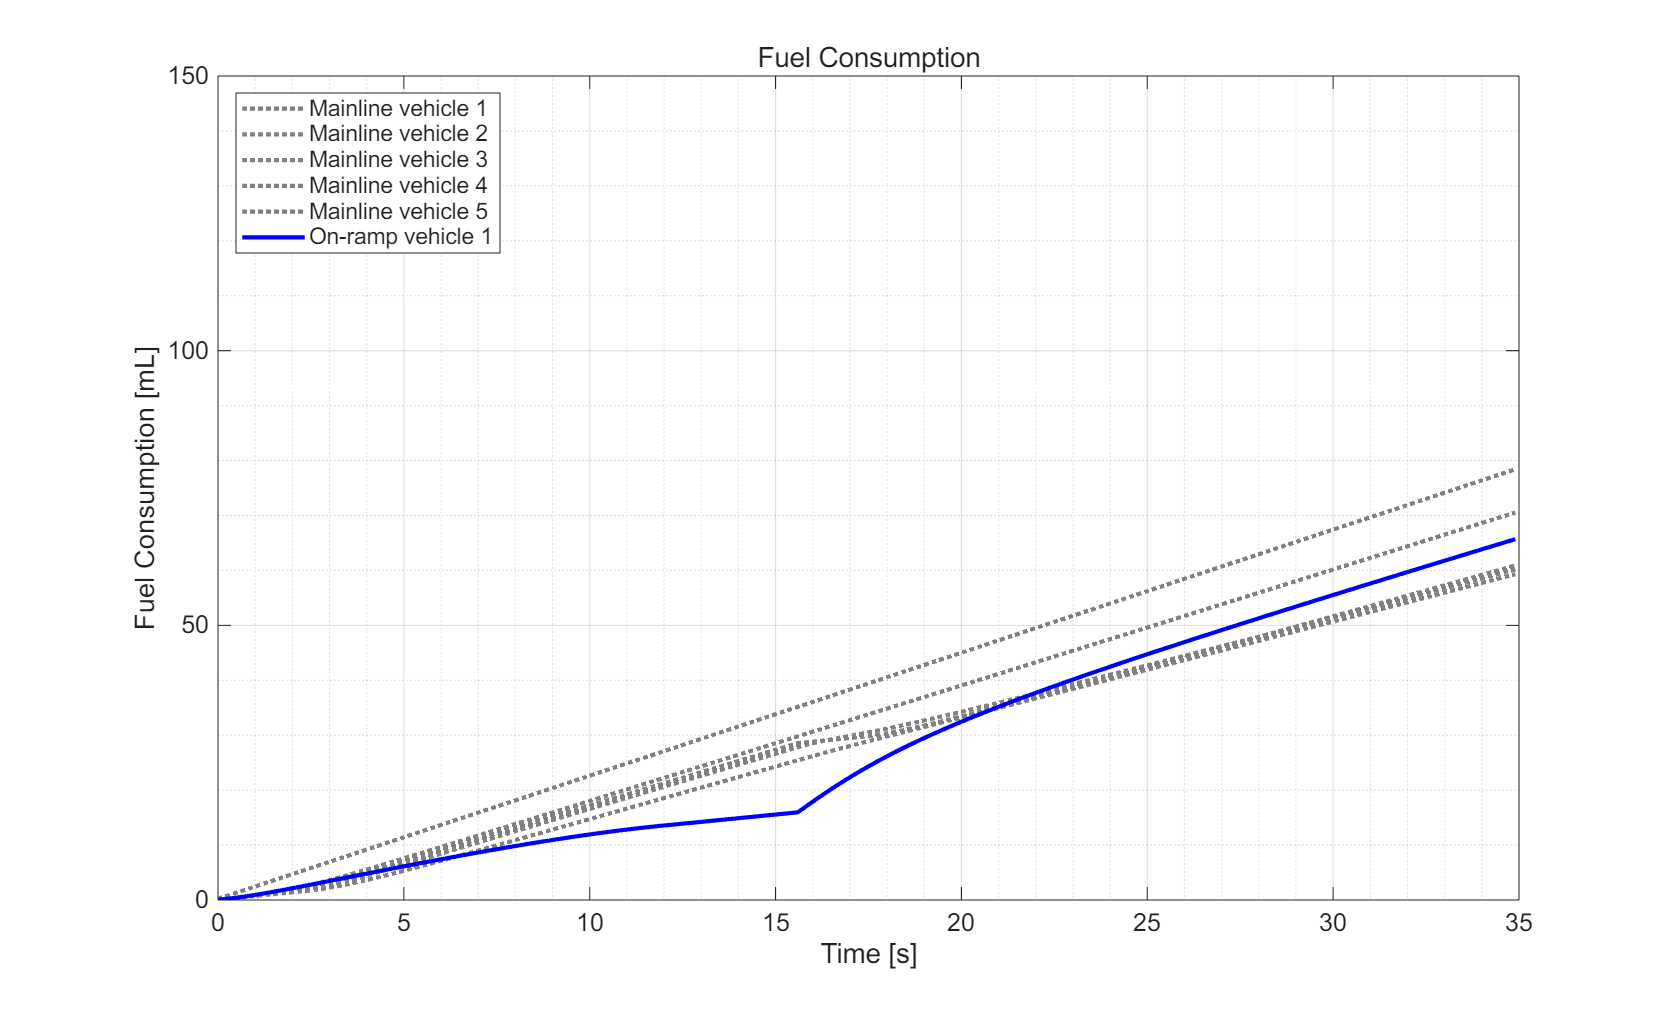 Fuel Consumption
150
100
50
0
Fuel Consumption [mL]
Mainline vehicle 1
Mainline vehicle 2
Mainline vehicle 3
Mainline vehicle 4
Mainline vehicle 5
On-ramp vehicle 1
0 5 10 15 20 25 30 35
Time [s]